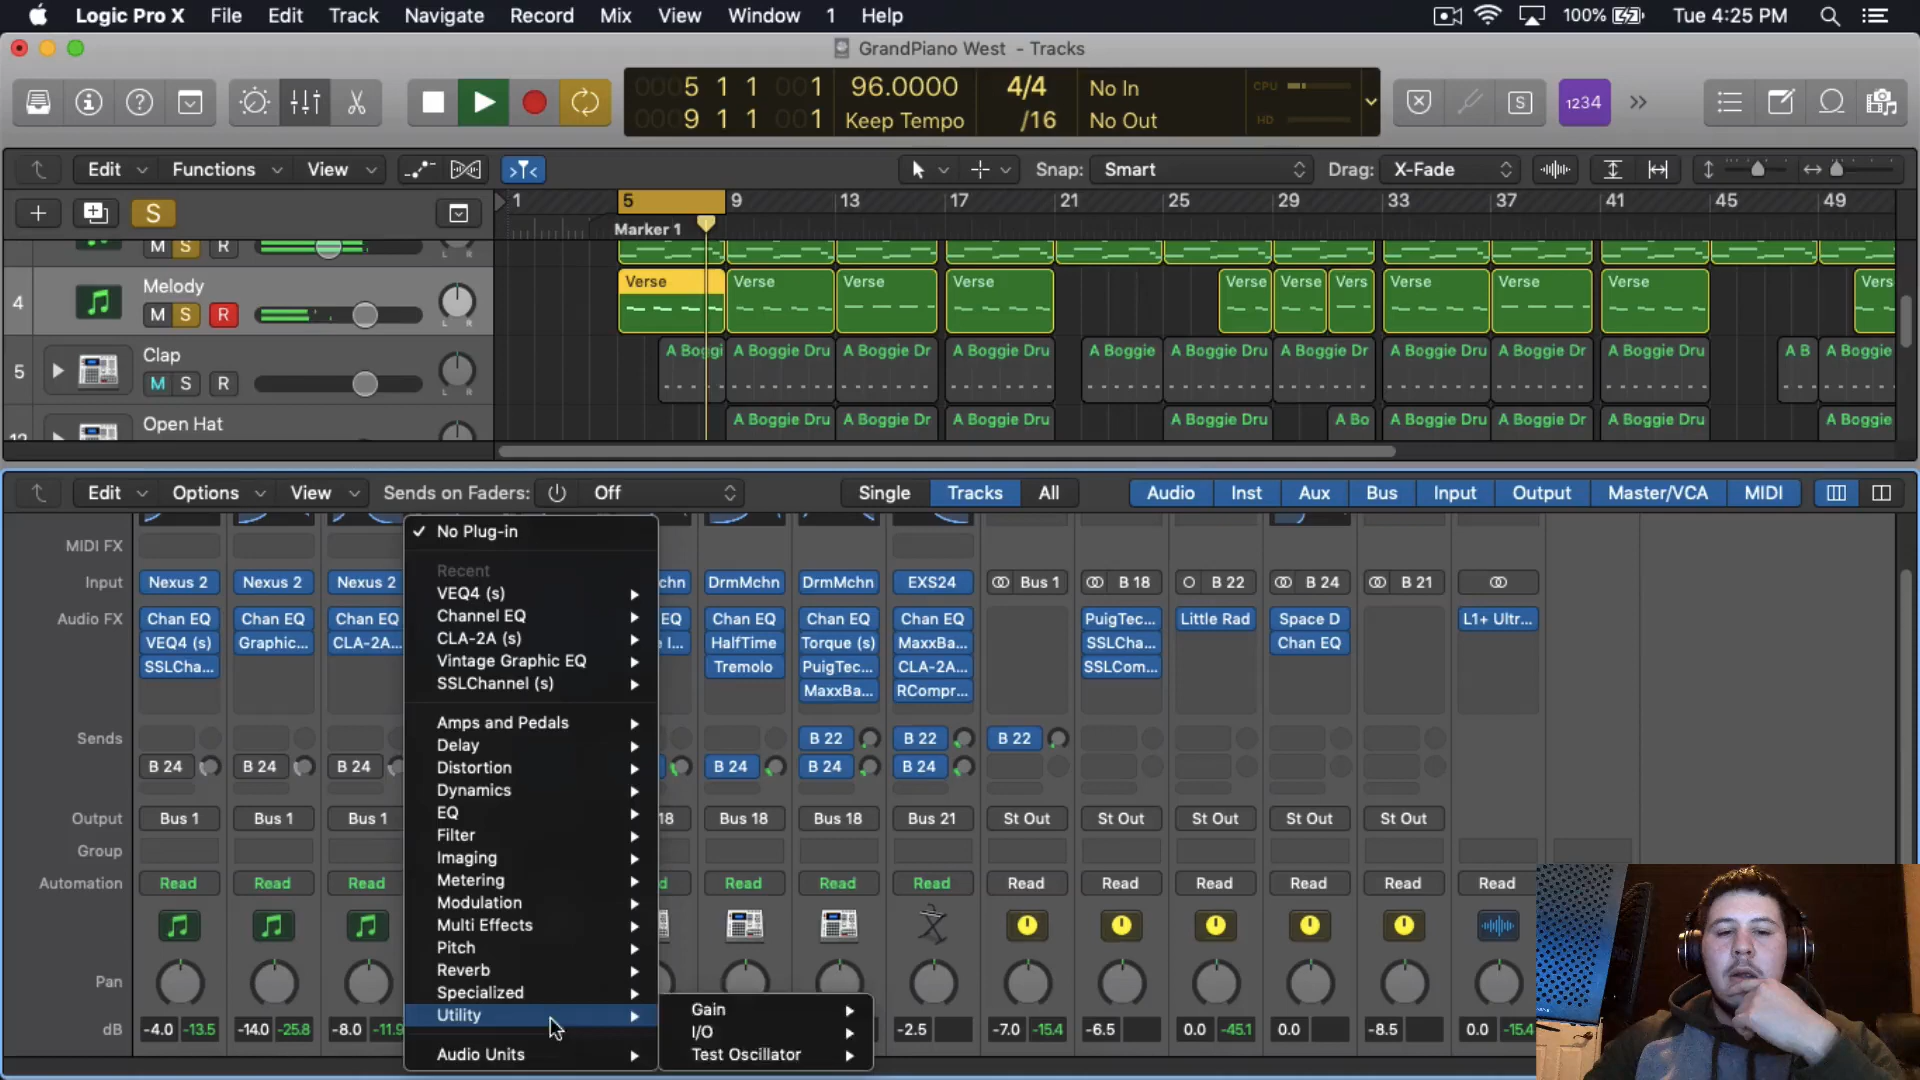 Logic Pro X File Edit Track Navigate Record Mix View Window 1 Help 100% Tue 4:25 PM
GrandPiano West - Tracks
0005 1 1 001 96.0000 4/4 No In CPU
0009 1 1 001 Keep Tempo /16 No Out HD
S 1234
Edit Functions View Snap: Smart Drag: X-Fade
S 1 5 9 13 17 21 25 29 33 37 41 45 49
Marker 1
M S R L R
4 Melody Verse Verse Verse Verse Verse Verse Vers Verse Verse Verse Vers
M S R L R
5 Clap A Boggi A Boggie Dru A Boggie Dr A Boggie Dru A Boggie A Boggie Dru A Boggie Dr A Boggie Dru A Boggie Dr A Boggie Dru A B A Boggie
M S R L R
Open Hat A Boggie Dru A Boggie Dr A Boggie Dru A Boggie Dru A Bo A Boggie Dru A Boggie Dr A Boggie Dru A Boggie
Edit Options View Sends on Faders: Off Single Tracks All Audio Inst Aux Bus Input Output Master/VCA MIDI
MIDI FX
Input Nexus 2 Nexus 2 Nexus 2 chn DrmMchn DrmMchn EXS24 Bus 1 B 18 B 22 B 24 B 21
Audio FX Chan EQ Chan EQ Chan EQ EQ Chan EQ Chan EQ Chan EQ PuigTec... Little Rad Space D L1+ Ultr...
VEQ4 (s) Graphic... CLA-2A... HalfTime Torque (s) MaxxBa... SSLCha... Chan EQ
SSLCha... Tremolo PuigTec... CLA-2A... SSLCom...
MaxxBa... RCompr...
Sends B 22 B 22 B 22
B 24 B 24 B 24 B 24 B 24 B 24
Output Bus 1 Bus 1 Bus 1 18 Bus 18 Bus 18 Bus 21 St Out St Out St Out St Out St Out
Group
Automation Read Read Read d Read Read Read Read Read Read Read Read Read
Pan
dB -4.0 -13.5 -14.0 -25.8 -8.0 -11.9 -2.5 -7.0 -15.4 -6.5 0.0 -45.1 0.0 -8.5 0.0 -15.4
✓ No Plug-in
Recent
VEQ4 (s)
Channel EQ
CLA-2A (s)
Vintage Graphic EQ
SSLChannel (s)
Amps and Pedals
Delay
Distortion
Dynamics
EQ
Filter
Imaging
Metering
Modulation
Multi Effects
Pitch
Reverb
Specialized
Utility
Audio Units
Gain
I/O
Test Oscillator